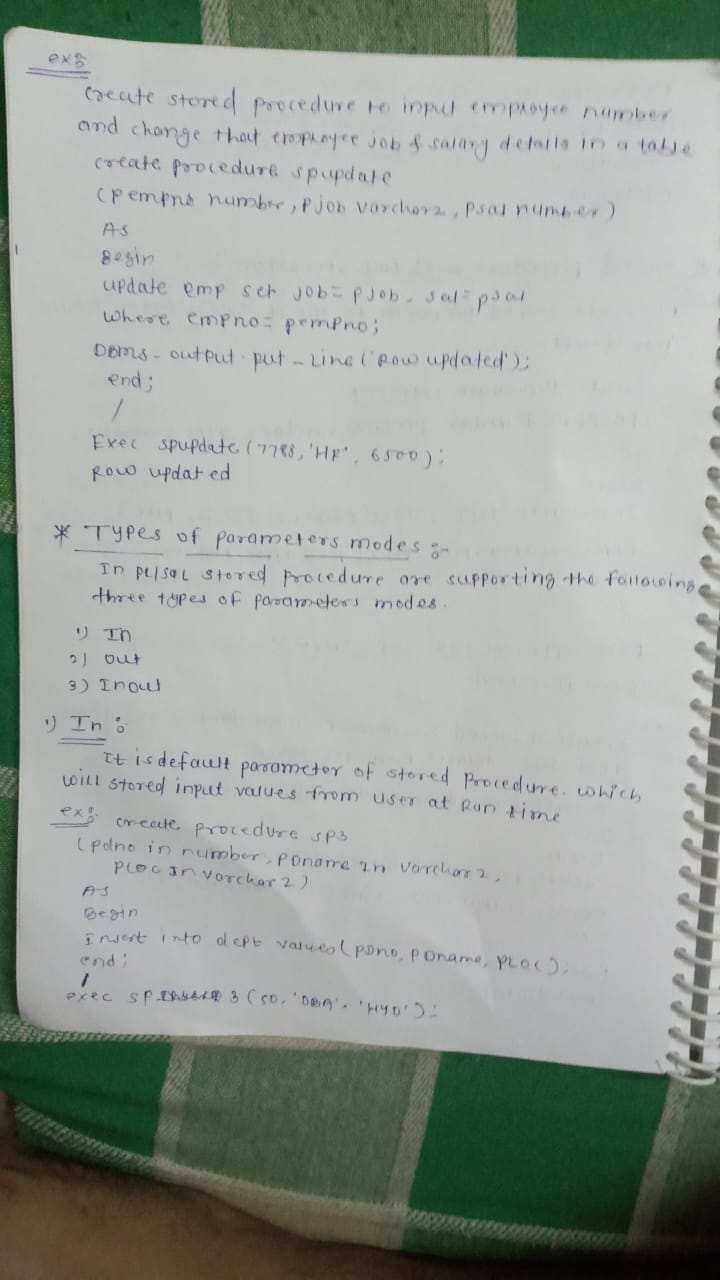 ex:
Create stored procedure to input employee number
and change that employee job & salary details in a table
create procedure spupdate
(pempno number, pjob varchar2, psal number)
As
Begin
update emp set job = pjob, sal = psal
where empno = pempno;
DBMS - output . put - Line ('Row updated');
end;
/
Exec spupdate (7788, 'HR', 6500);
Row updated
* Types of parameters modes :-
In PL/SQL stored procedure are supporting the following
three types of parameters modes.
1) In
2) out
3) Inout
1) In :
It is default parameter of stored procedure. which
will stored input values from user at Run time
ex: create procedure sp3
(pdno in number, pdname in varchar2,
PLOC In varchar2)
As
Begin
Insert into dept values (pdno, pdname, PLOC);
end;
/
exec sp 3 (50, 'DBA', 'HYD');